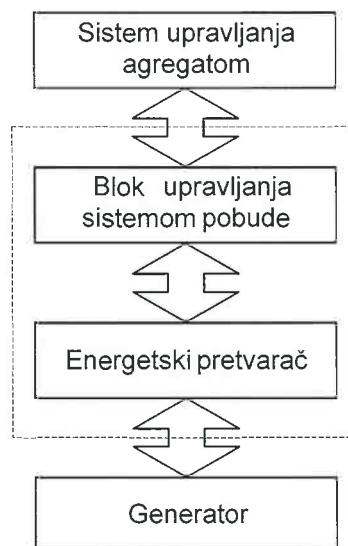 Sistem upravljanja
agregatom
Blok upravljanja
sistemom pobude
Energetski pretvarač
Generator